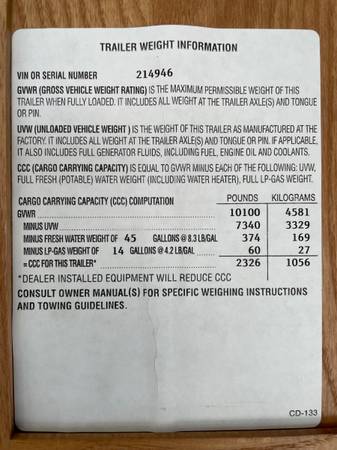 TRAILER WEIGHT INFORMATION
VIN OR SERIAL NUMBER 214946
GVWR (GROSS VEHICLE WEIGHT RATING) IS THE MAXIMUM PERMISSIBLE WEIGHT OF THIS
TRAILER WHEN FULLY LOADED. IT INCLUDES ALL WEIGHT AT THE TRAILER AXLE(S) AND TONGUE
OR PIN.
UVW (UNLOADED VEHICLE WEIGHT) IS THE WEIGHT OF THIS TRAILER AS MANUFACTURED AT THE
FACTORY. IT INCLUDES ALL WEIGHT AT THE TRAILER AXLE(S) AND TONGUE OR PIN. IF APPLICABLE,
IT ALSO INCLUDES FULL GENERATOR FLUIDS, INCLUDING FUEL, ENGINE OIL AND COOLANTS.
CCC (CARGO CARRYING CAPACITY) IS EQUAL TO GVWR MINUS EACH OF THE FOLLOWING: UVW,
FULL FRESH (POTABLE) WATER WEIGHT (INCLUDING WATER HEATER), FULL LP-GAS WEIGHT.
CARGO CARRYING CAPACITY (CCC) COMPUTATION POUNDS KILOGRAMS
GVWR 10100 4581
MINUS UVW 7340 3329
MINUS FRESH WATER WEIGHT OF 45 GALLONS @ 8.3 LB/GAL 374 169
MINUS LP-GAS WEIGHT OF 14 GALLONS @ 4.2 LB/GAL 60 27
= CCC FOR THIS TRAILER* 2326 1056
*DEALER INSTALLED EQUIPMENT WILL REDUCE CCC
CONSULT OWNER MANUAL(S) FOR SPECIFIC WEIGHING INSTRUCTIONS
AND TOWING GUIDELINES.
CD-133